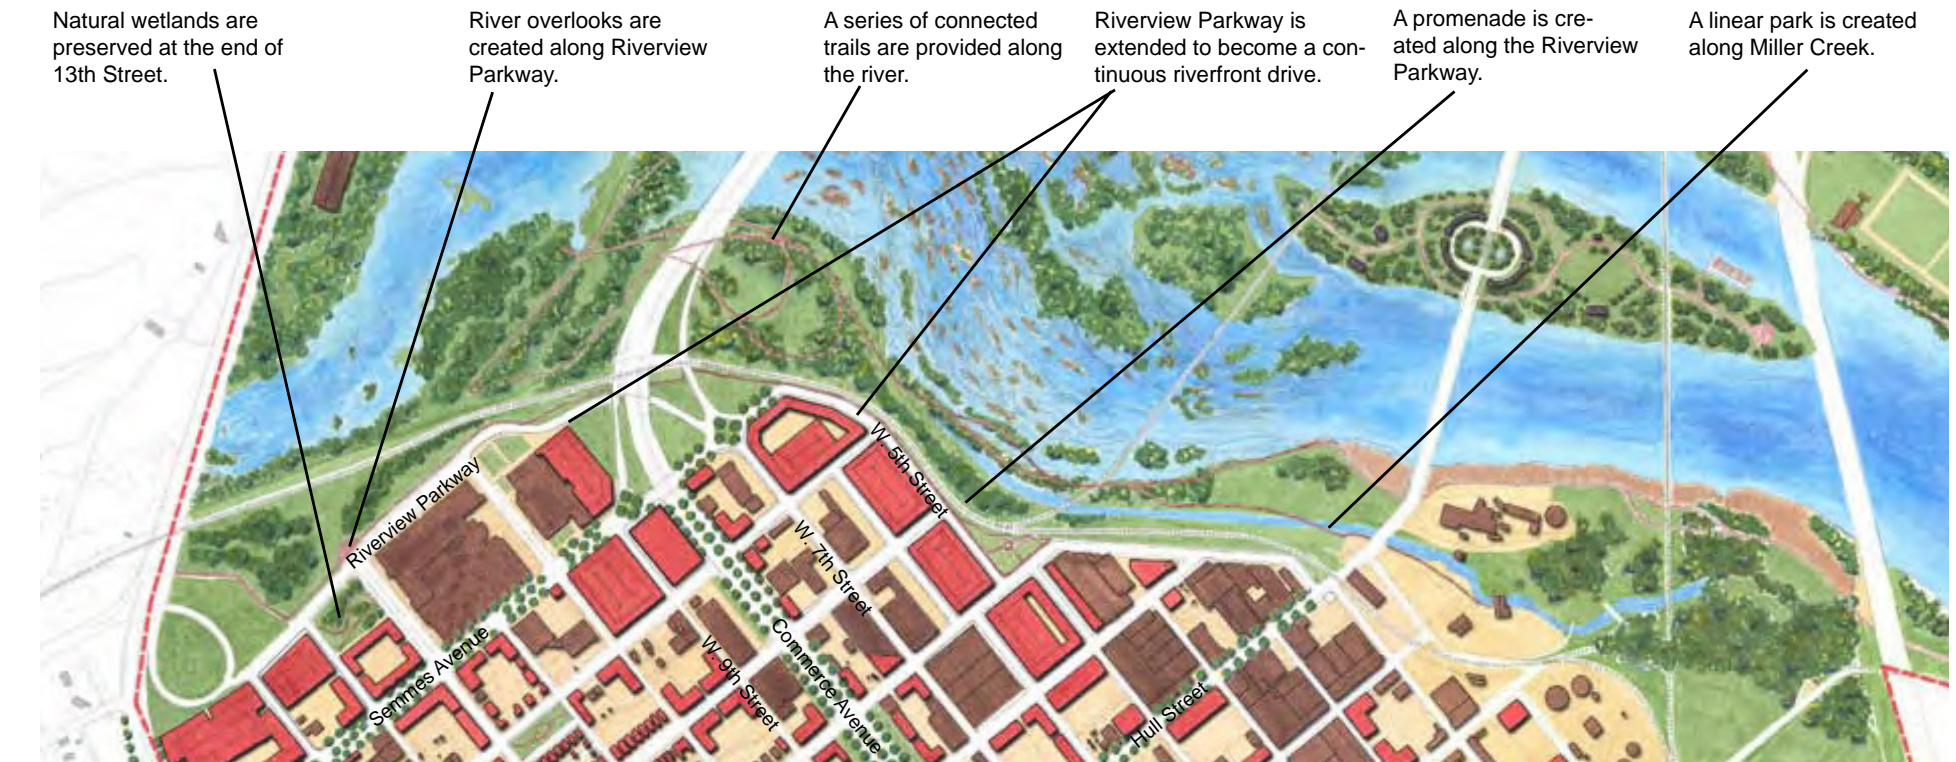 Natural wetlands are
preserved at the end of
13th Street.
River overlooks are
created along Riverview
Parkway.
A series of connected
trails are provided along
the river.
Riverview Parkway is
extended to become a con-
tinuous riverfront drive.
A promenade is cre-
ated along the Riverview
Parkway.
A linear park is created
along Miller Creek.
Riverview Parkway
W. 5th Street
W. 7th Street
Semmes Avenue
W. 9th Street
Commerce Avenue
Hull Street